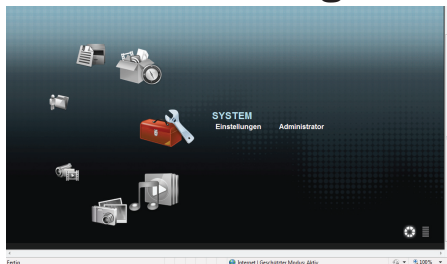 SYSTEM
Einstellungen Administrator
Fertig Internet | Geschützter Modus: Aktiv 100%